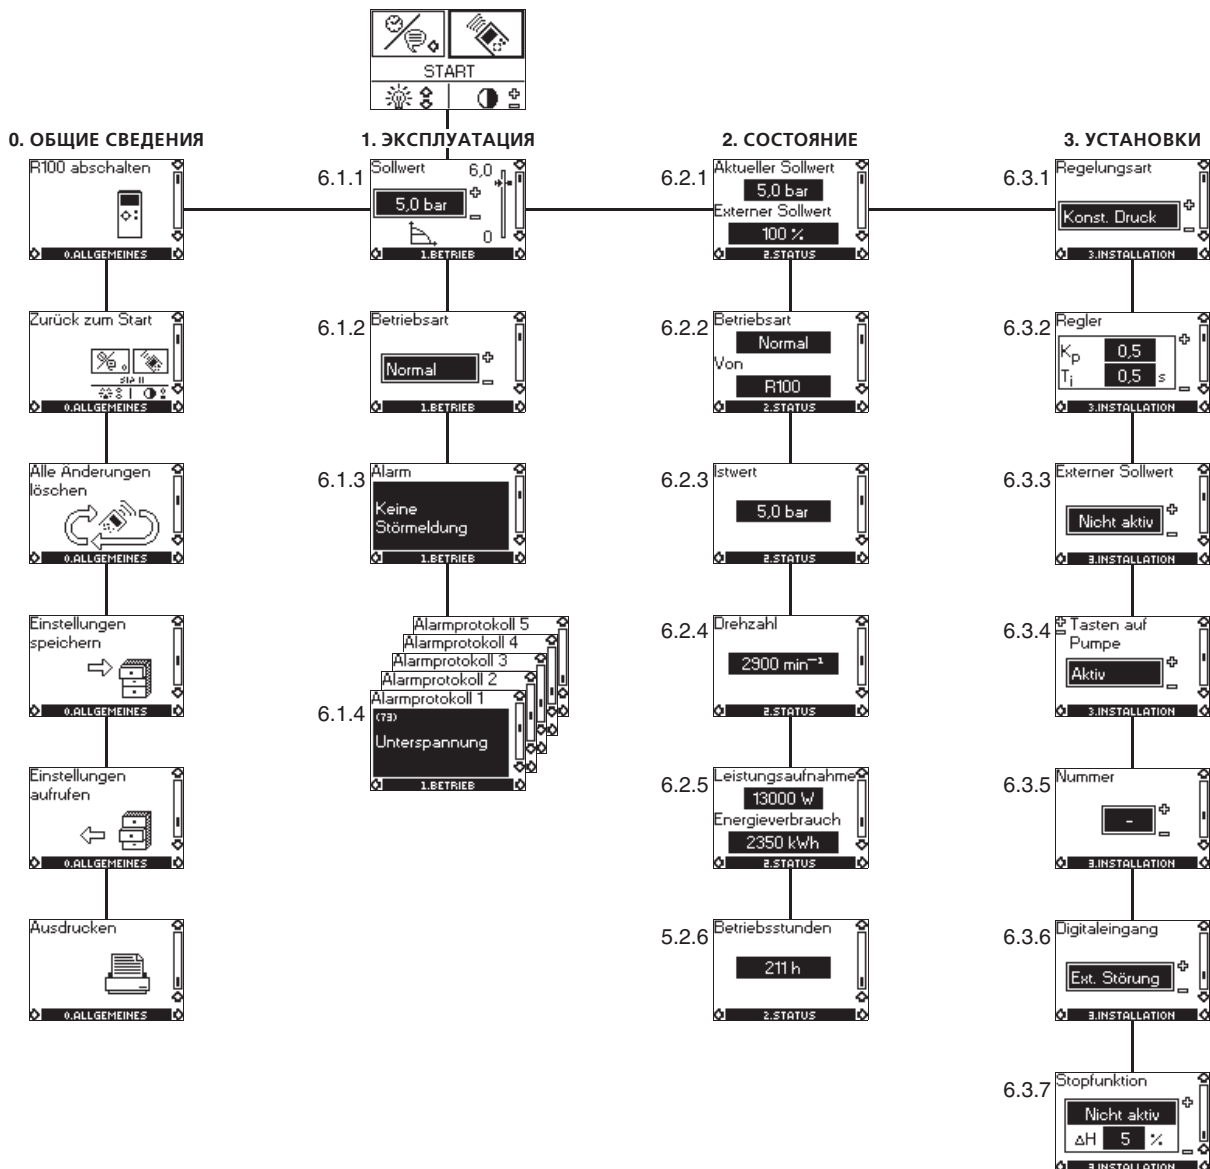 START
0. ОБЩИЕ СВЕДЕНИЯ
R100 abschalten
0.ALLGEMEINES
Zurück zum Start
START
0.ALLGEMEINES
Alle Änderungen
löschen
0.ALLGEMEINES
Einstellungen
speichern
0.ALLGEMEINES
Einstellungen
aufrufen
0.ALLGEMEINES
Ausdrucken
0.ALLGEMEINES
1. ЭКСПЛУАТАЦИЯ
6.1.1
Sollwert 6,0
5,0 bar
0
1.BETRIEB
6.1.2
Betriebsart
Normal
1.BETRIEB
6.1.3
Alarm
Keine
Störmeldung
1.BETRIEB
Alarmprotokoll 5
Alarmprotokoll 4
Alarmprotokoll 3
Alarmprotokoll 2
6.1.4
Alarmprotokoll 1
(73)
Unterspannung
1.BETRIEB
2. СОСТОЯНИЕ
6.2.1
Aktueller Sollwert
5,0 bar
Externer Sollwert
100 %
2.STATUS
6.2.2
Betriebsart
Normal
Von
R100
2.STATUS
6.2.3
Istwert
5,0 bar
2.STATUS
6.2.4
Drehzahl
2900 min⁻¹
2.STATUS
6.2.5
Leistungsaufnahme
13000 W
Energieverbrauch
2350 kWh
2.STATUS
5.2.6
Betriebsstunden
211 h
2.STATUS
3. УСТАНОВКИ
6.3.1
Regelungsart
Konst. Druck
3.INSTALLATION
6.3.2
Regler
Kp 0,5
Ti 0,5 s
3.INSTALLATION
6.3.3
Externer Sollwert
Nicht aktiv
3.INSTALLATION
6.3.4
Tasten auf
Pumpe
Aktiv
3.INSTALLATION
6.3.5
Nummer
-
3.INSTALLATION
6.3.6
Digitaleingang
Ext. Störung
3.INSTALLATION
6.3.7
Stopfunktion
Nicht aktiv
ΔH 5 %
3.INSTALLATION